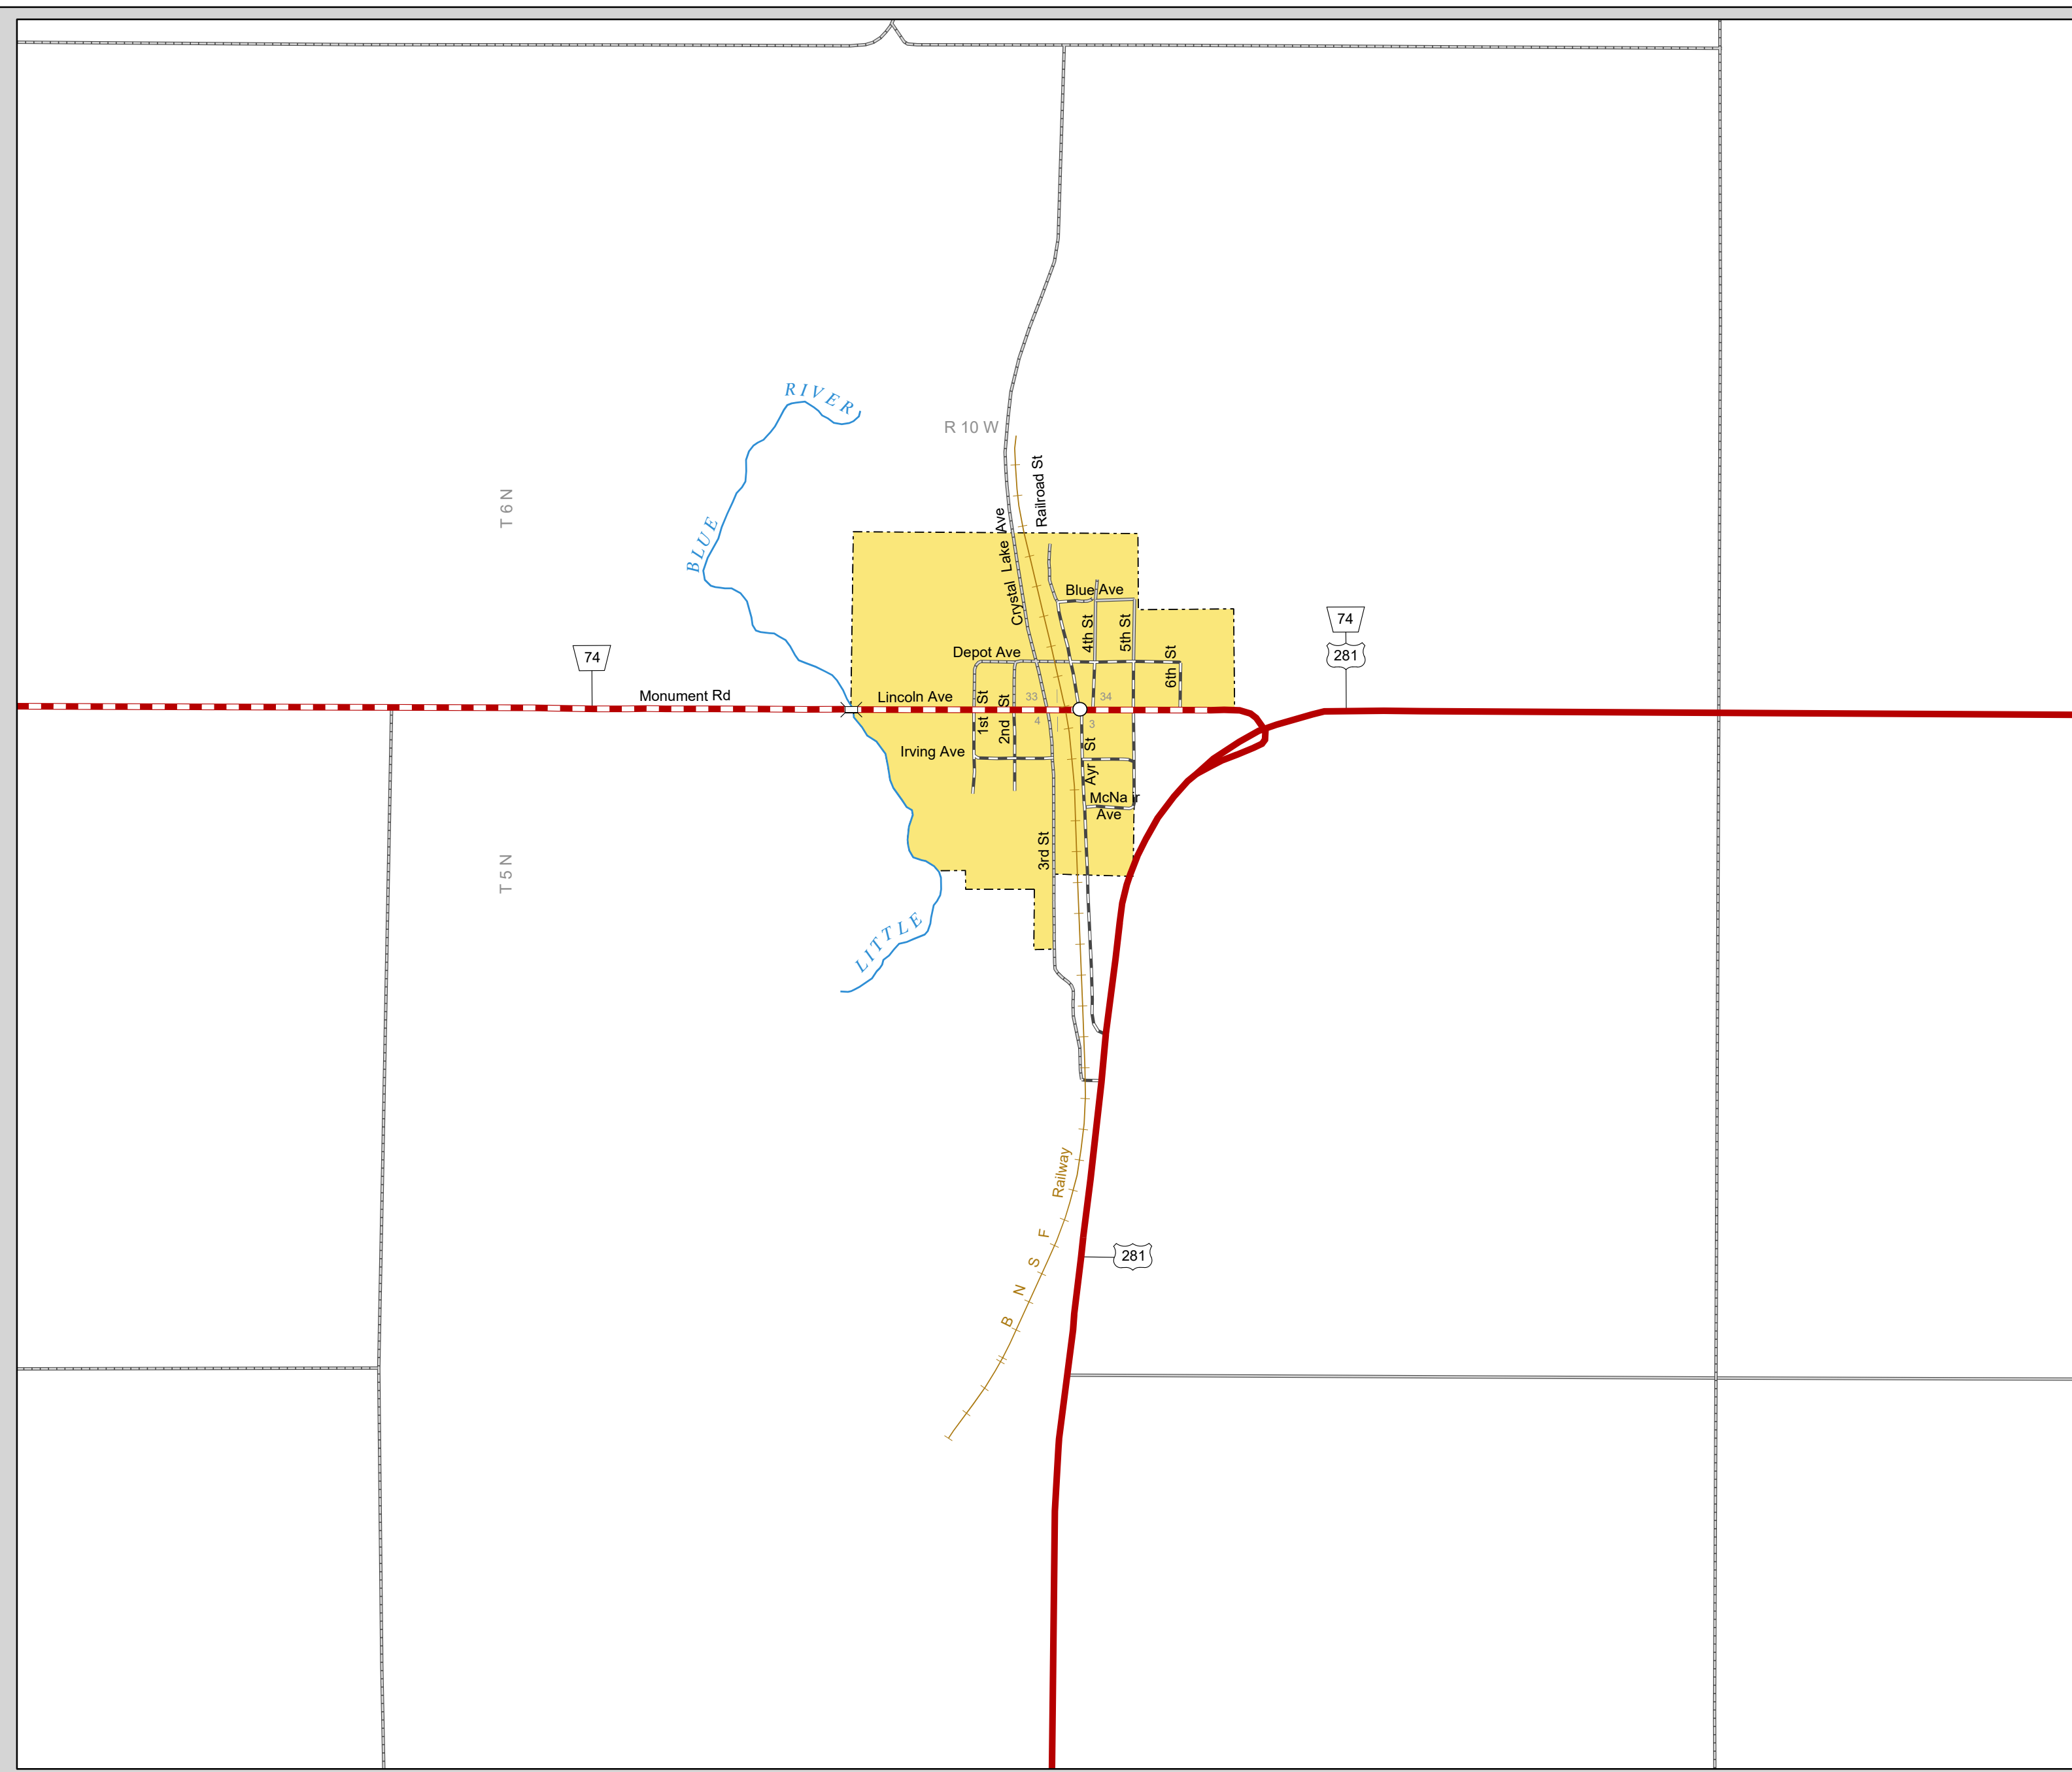 RIVER
R 10 W
Railroad St
T 6 N
BLUE
Crystal Lake Ave
Blue Ave
4th St
5th St
74
281
Depot Ave
6th St
74
Monument Rd
Lincoln Ave
1st St
2nd St
33
34
4
3
Irving Ave
Ayr St
McNa r
Ave
3rd St
T 5 N
LITTLE
BNSF Railway
281